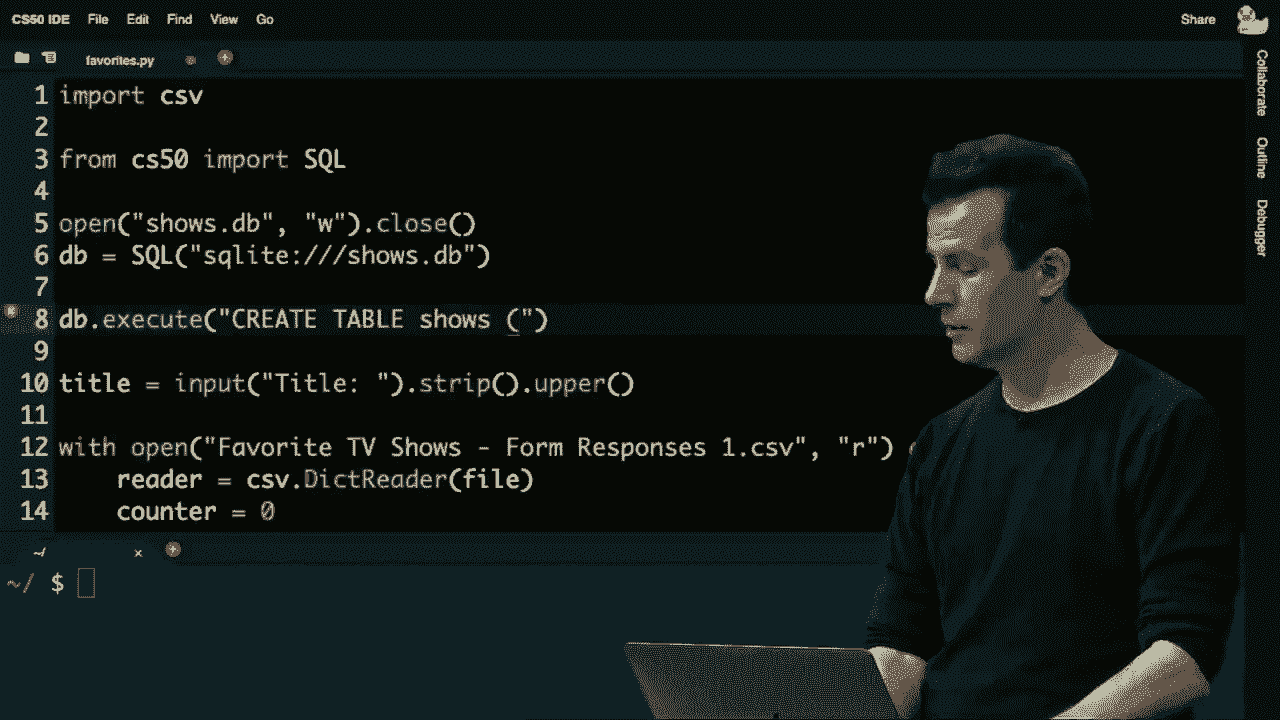 CS50 IDE File Edit Find View Go Share
favorites.py
Collaborate
Outline
Debugger
1 import csv
2
3 from cs50 import SQL
4
5 open("shows.db", "w").close()
6 db = SQL("sqlite:///shows.db")
7
8 db.execute("CREATE TABLE shows (")
9
10 title = input("Title: ").strip().upper()
11
12 with open("Favorite TV Shows - Form Responses 1.csv", "r")
13 reader = csv.DictReader(file)
14 counter = 0
~/ $